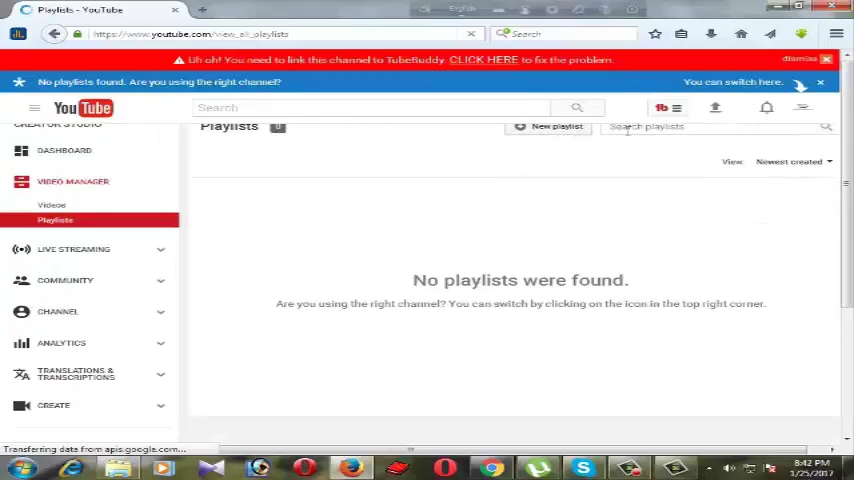 Playlists - YouTube
English
https://www.youtube.com/view_all_playlists
Search
Uh oh! You need to link this channel to TubeBuddy. CLICK HERE to fix the problem.
dismiss
No playlists found. Are you using the right channel?
You can switch here.
YouTube
Search
tb
CREATOR STUDIO
Playlists 0
New playlist
Search playlists
DASHBOARD
View: Newest created
VIDEO MANAGER
Videos
Playlists
LIVE STREAMING
COMMUNITY
No playlists were found.
Are you using the right channel? You can switch by clicking on the icon in the top right corner.
CHANNEL
ANALYTICS
TRANSLATIONS &
TRANSCRIPTIONS
CREATE
Transferring data from apis.google.com...
8:42 PM
1/25/2017